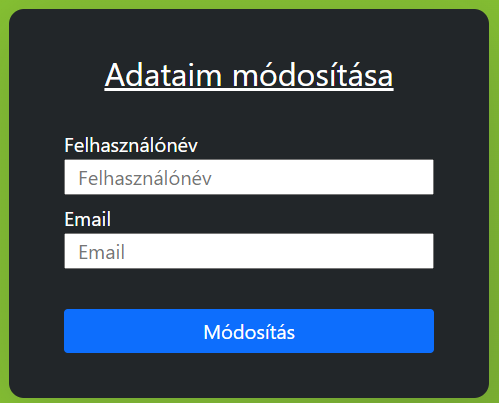 Adataim módosítása
Felhasználónév
Felhasználónév
Email
Email
Módosítás